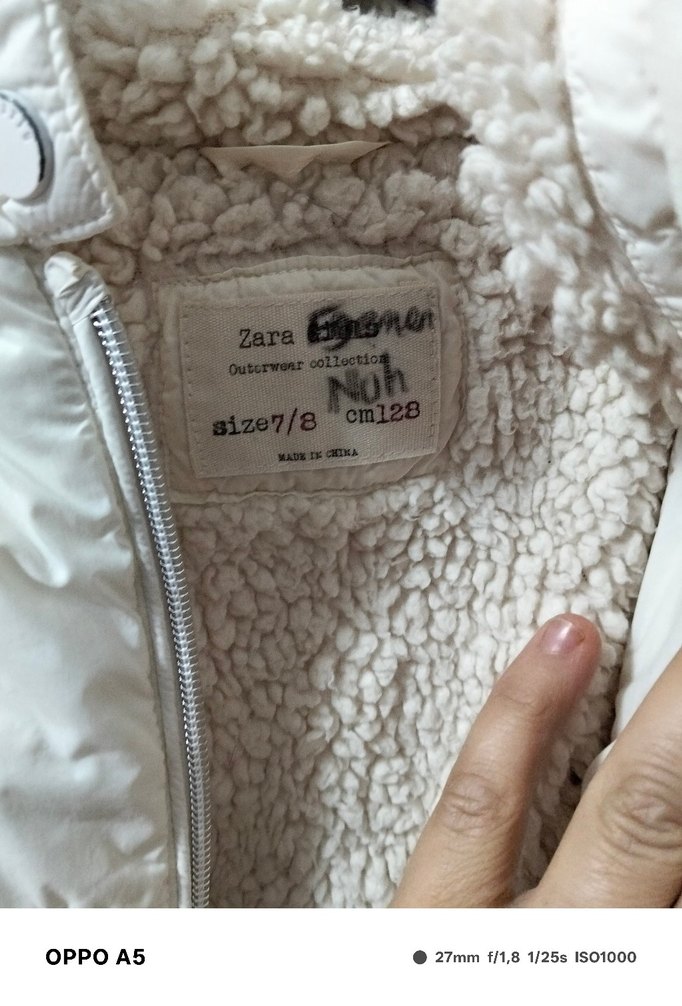 Zara
Outerwear collection
Nuh
size7/8 cm128
MADE IN CHINA
OPPO A5
27mm f/1,8 1/25s ISO1000